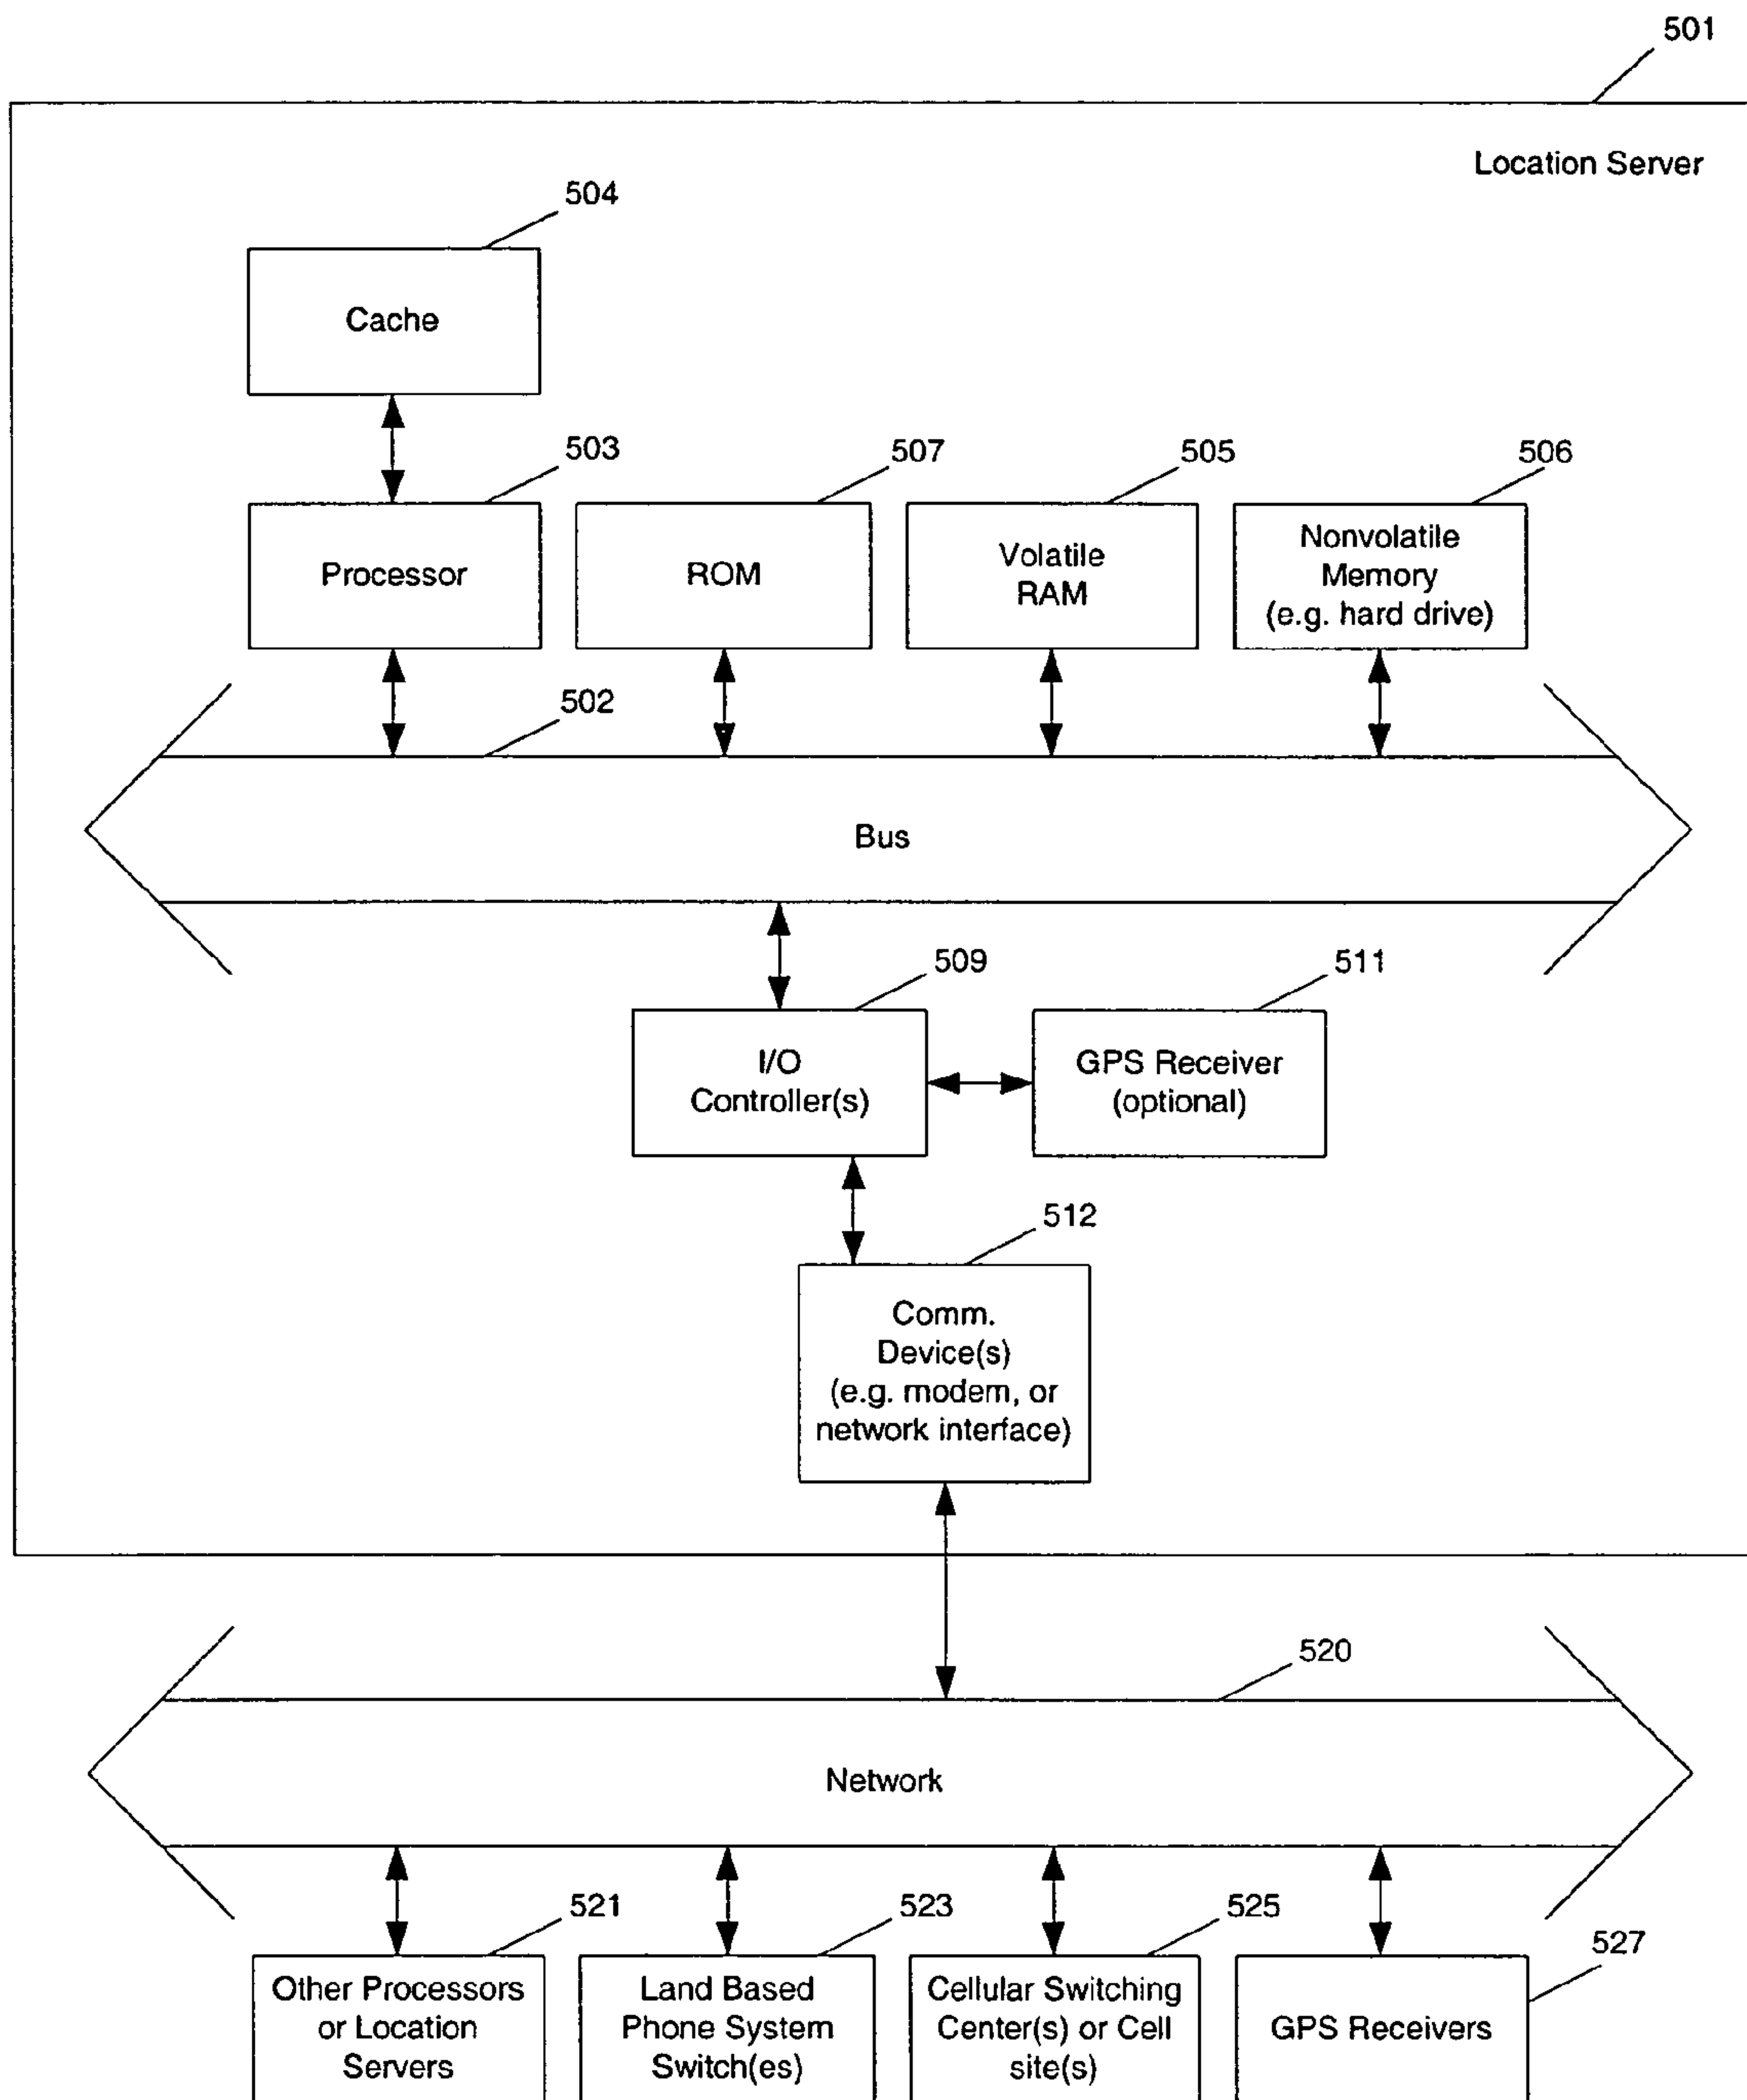 501
Location Server
504
Cache
503
507
505
506
Processor
ROM
Volatile
RAM
Nonvolatile
Memory
(e.g. hard drive)
502
Bus
509
511
I/O
Controller(s)
GPS Receiver
(optional)
512
Comm.
Device(s)
(e.g. modem, or
network interface)
520
Network
521
523
525
527
Other Processors
or Location
Servers
Land Based
Phone System
Switch(es)
Cellular Switching
Center(s) or Cell
site(s)
GPS Receivers